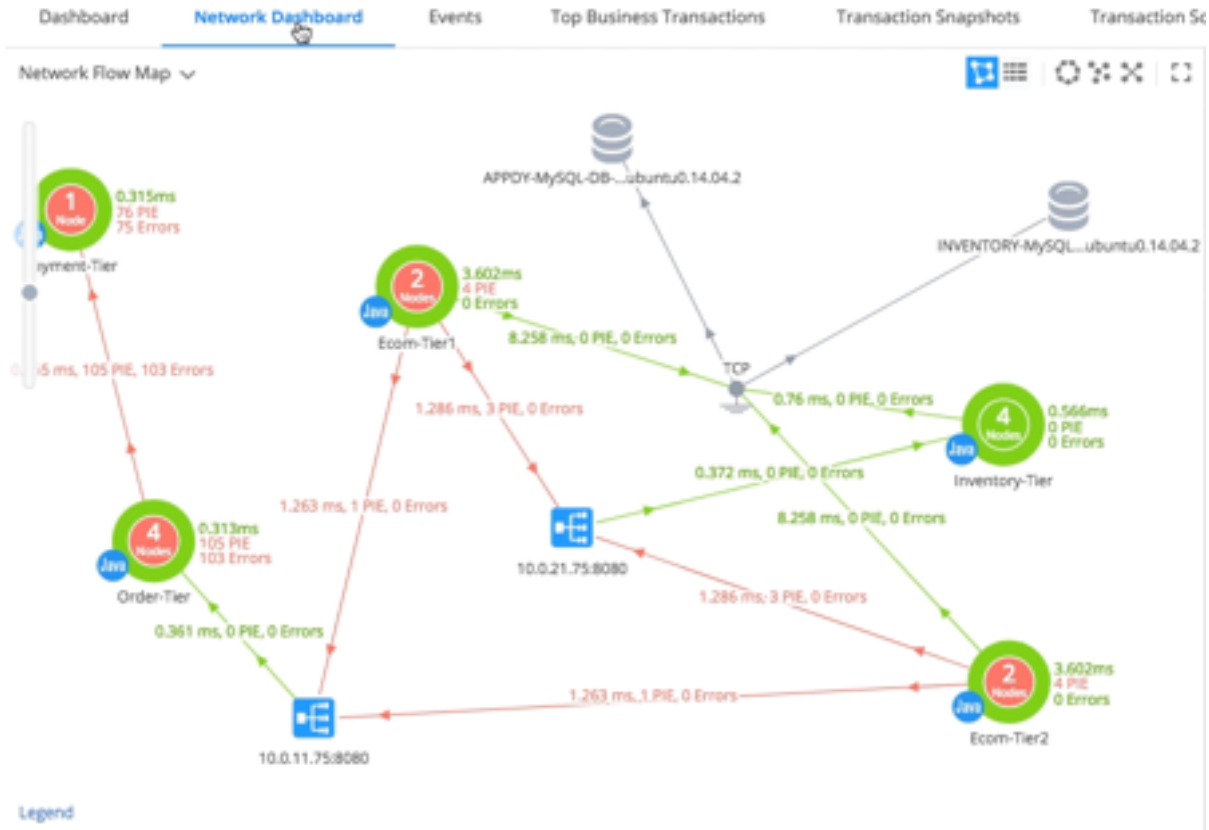 Dashboard
Network Dashboard
Events
Top Business Transactions
Transaction Snapshots
Transaction Sc
Network Flow Map
APPDY-MySQL-DB-...ubuntu0.14.04.2
INVENTORY-MySQL...ubuntu0.14.04.2
1
Node
0.315ms
76 PIE
75 Errors
yment-Tier
2
Nodes
Java
3.602ms
4 PIE
0 Errors
Ecom-Tier1
8.258 ms, 0 PIE, 0 Errors
TCP
5 ms, 105 PIE, 103 Errors
1.286 ms, 3 PIE, 0 Errors
0.76 ms, 0 PIE, 0 Errors
4
Nodes
Java
0.566ms
0 PIE
0 Errors
Inventory-Tier
0.372 ms, 0 PIE, 0 Errors
1.263 ms, 1 PIE, 0 Errors
8.258 ms, 0 PIE, 0 Errors
4
Nodes
Java
0.313ms
105 PIE
103 Errors
Order-Tier
10.0.21.75:8080
1.286 ms, 3 PIE, 0 Errors
0.361 ms, 0 PIE, 0 Errors
2
Nodes
Java
3.602ms
4 PIE
0 Errors
Ecom-Tier2
1.263 ms, 1 PIE, 0 Errors
10.0.11.75:8080
Legend